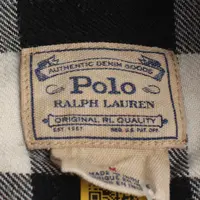 AUTHENTIC DENIM GOODS
Polo
RALPH LAUREN
ORIGINAL RL QUALITY
EST. 1967 REG. U.S. PAT. OFF.